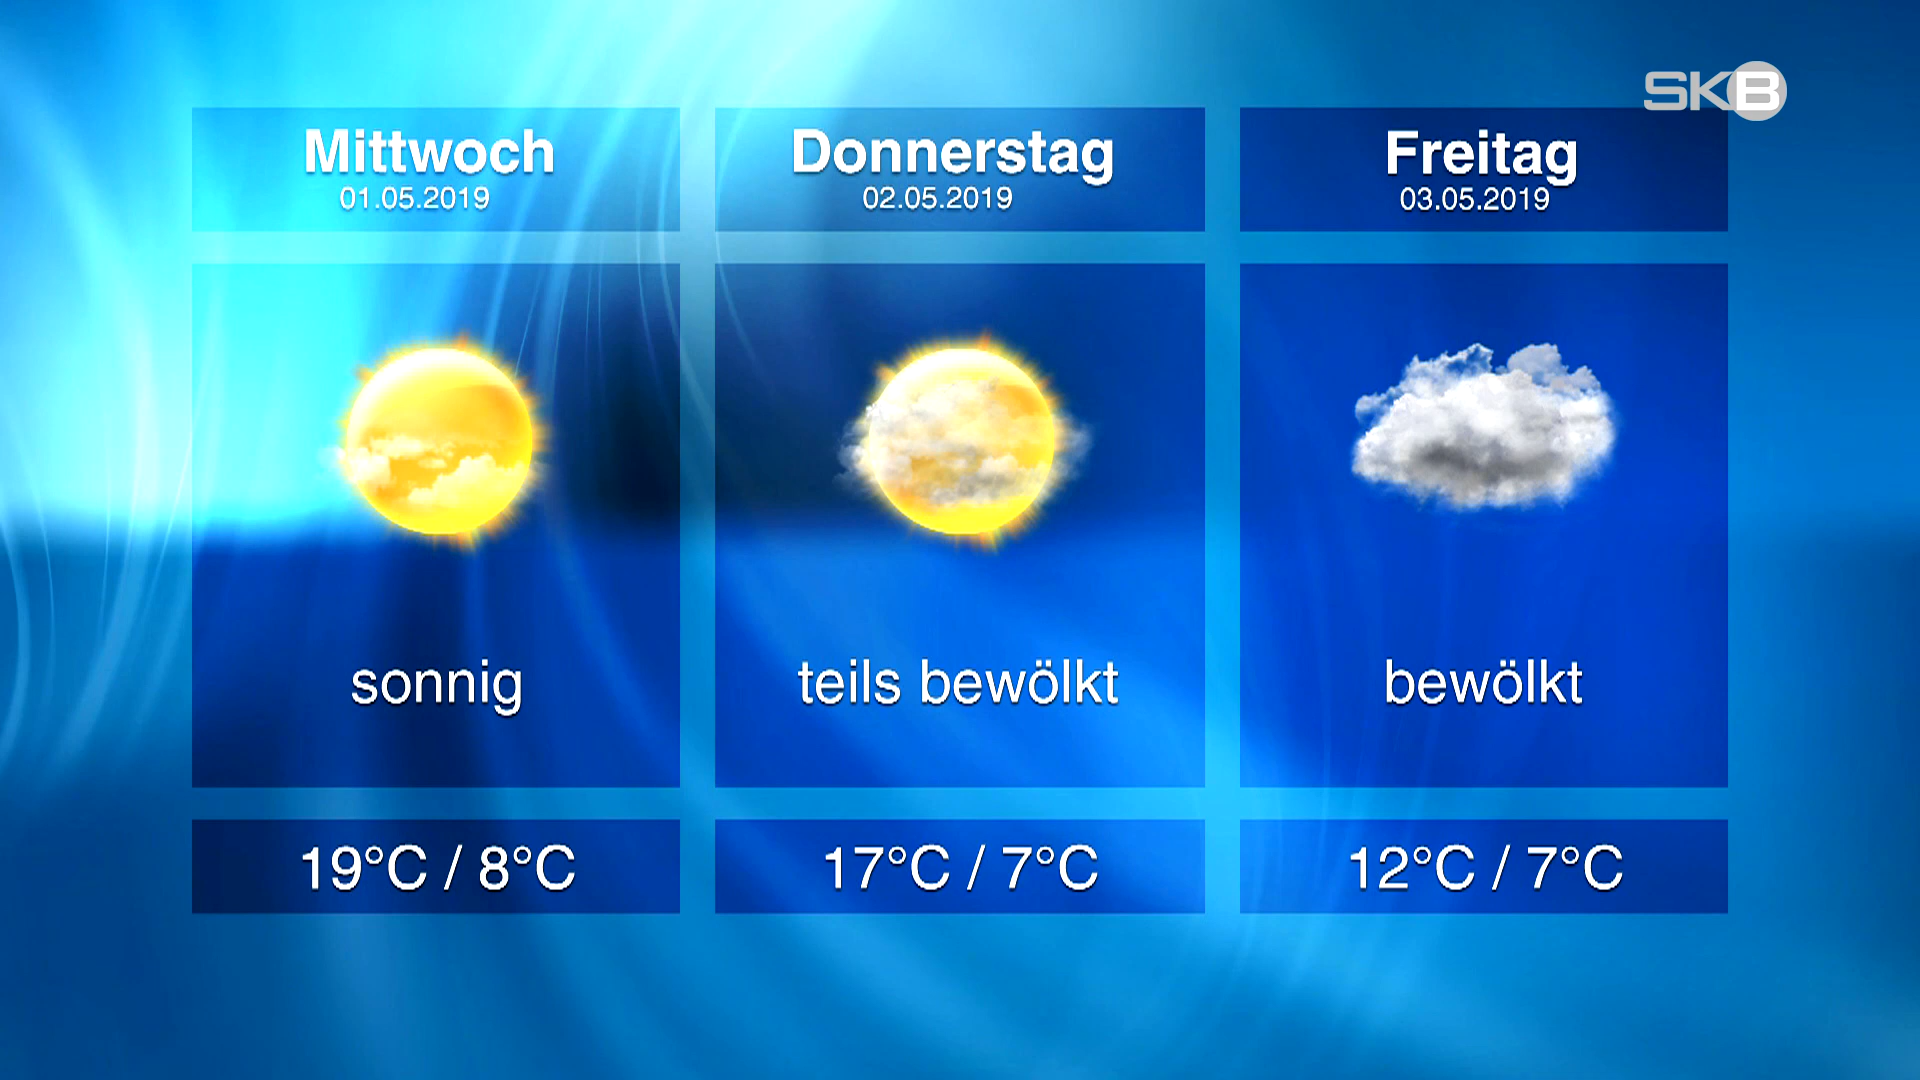 SKB
Mittwoch
01.05.2019
sonnig
19°C / 8°C
Donnerstag
02.05.2019
teils bewölkt
17°C / 7°C
Freitag
03.05.2019
bewölkt
12°C / 7°C